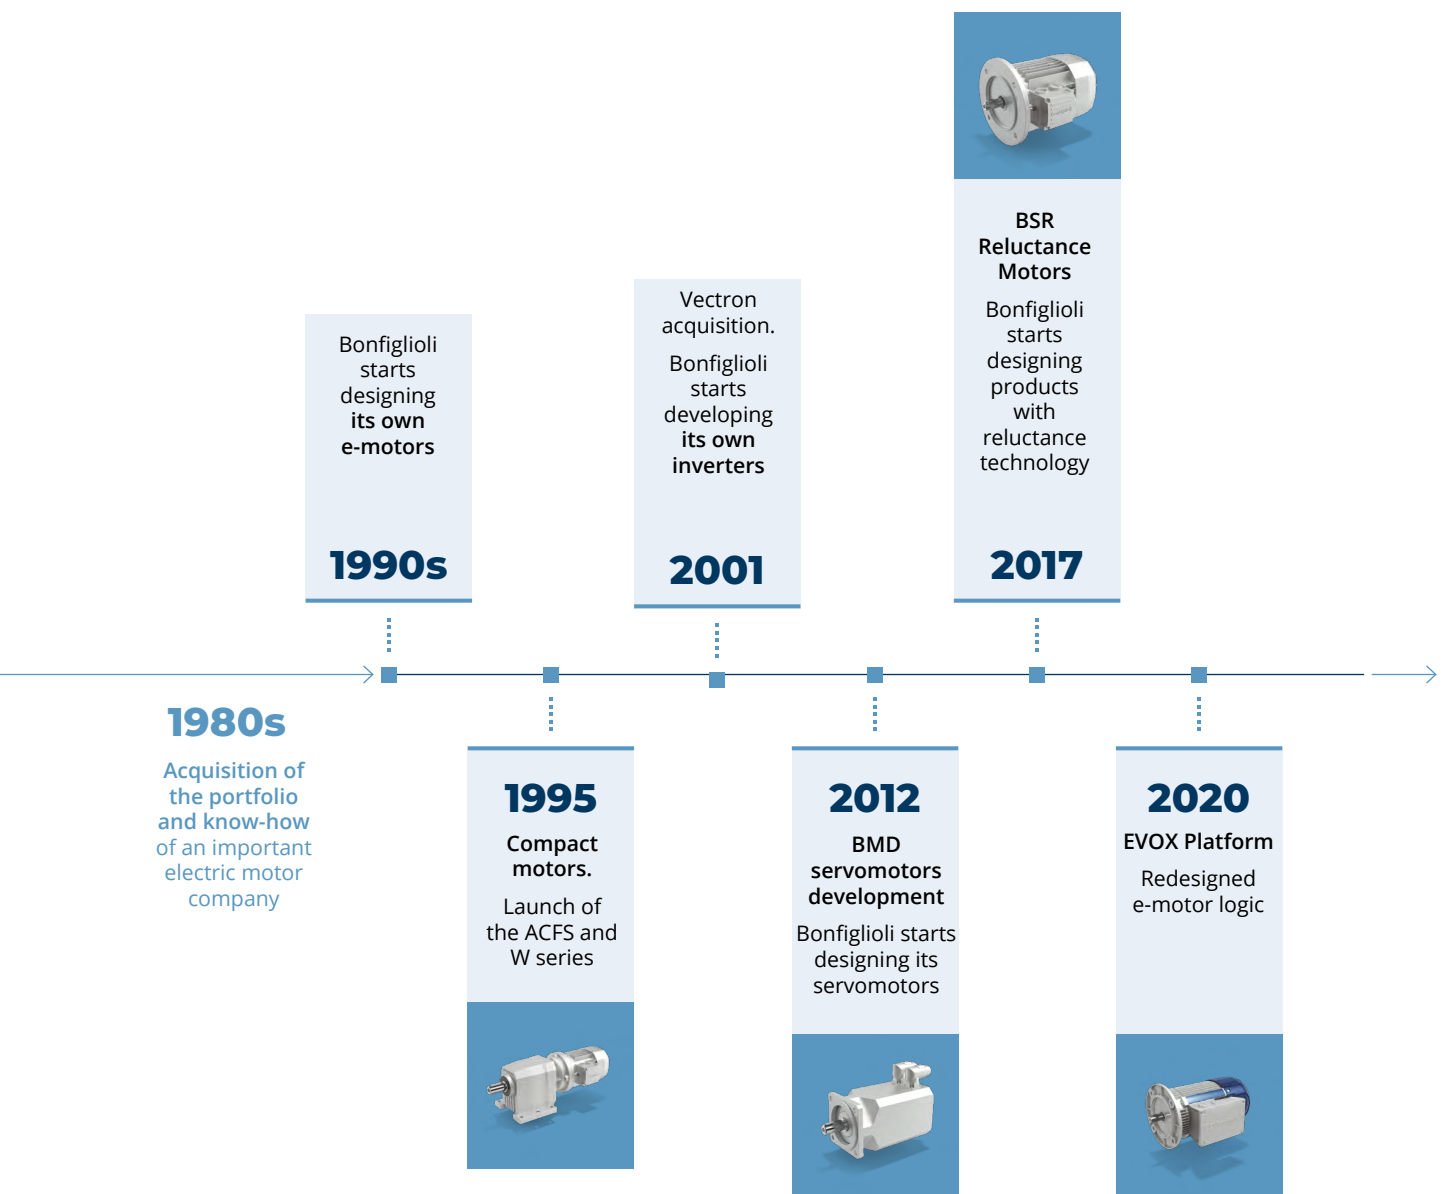 1980s
Acquisition of
the portfolio
and know-how
of an important
electric motor
company
Bonfiglioli
starts
designing
its own
e-motors
1990s
1995
Compact
motors.
Launch of
the ACFS and
W series
Vectron
acquisition.
Bonfiglioli
starts
developing
its own
inverters
2001
2012
BMD
servomotors
development
Bonfiglioli starts
designing its
servomotors
BSR
Reluctance
Motors
Bonfiglioli
starts
designing
products
with
reluctance
technology
2017
2020
EVOX Platform
Redesigned
e-motor logic